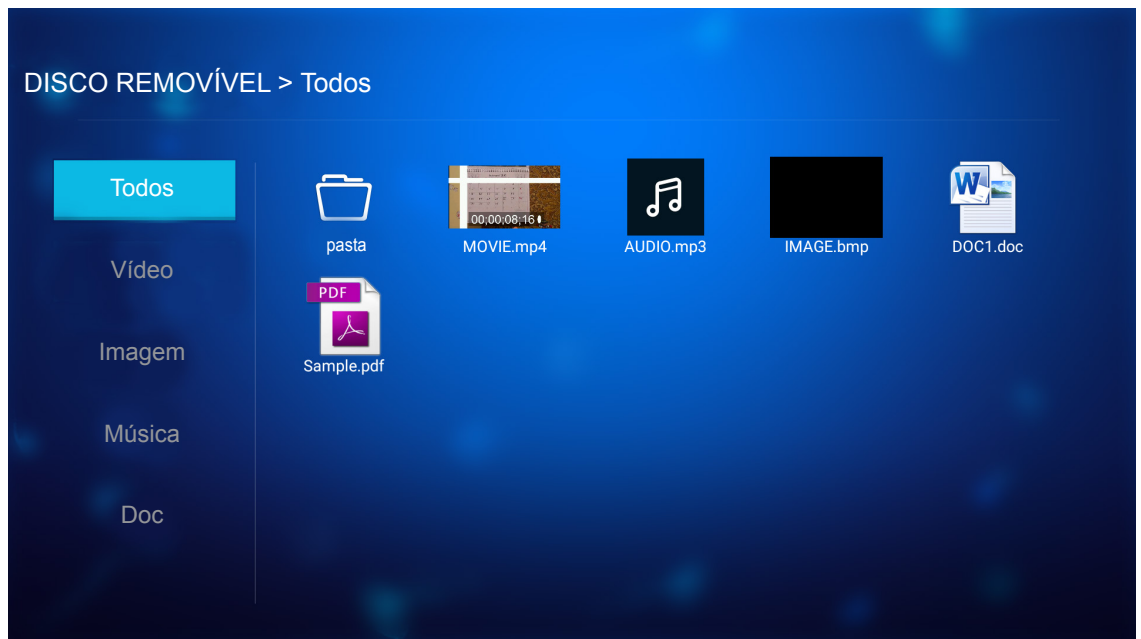 DISCO REMOVÍVEL > Todos
Todos
Vídeo
Imagem
Música
Doc
pasta
00;00;08;16
MOVIE.mp4
AUDIO.mp3
IMAGE.bmp
W
DOC1.doc
PDF
Sample.pdf